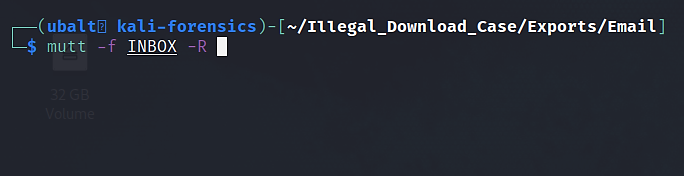 ┌──(ubalt㉿kali-forensics)-[~/Illegal_Download_Case/Exports/Email]
└─$ mutt -f INBOX -R
32 GB
Volume